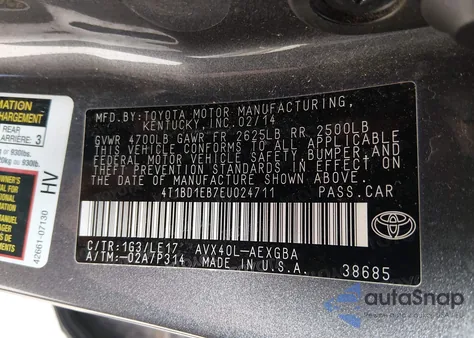 MFD.BY:TOYOTA MOTOR MANUFACTURING,
KENTUCKY, INC. 02/14
GVWR 4700LB GAWR FR 2625LB RR 2500LB
THIS VEHICLE CONFORMS TO ALL APPLICABLE
FEDERAL MOTOR VEHICLE SAFETY, BUMPER, AND
THEFT PREVENTION STANDARDS IN EFFECT ON
THE DATE OF MANUFACTURE SHOWN ABOVE.
4T1BD1EB7EU024711 PASS.CAR
C/TR:1G3/LE17 AVX40L-AEXGBA
A/TM:-02A/P314 MADE IN U.S.A. 38685
TOYOTA
REAR
ARRIERE
3
HV
42661-07130
autoSnap